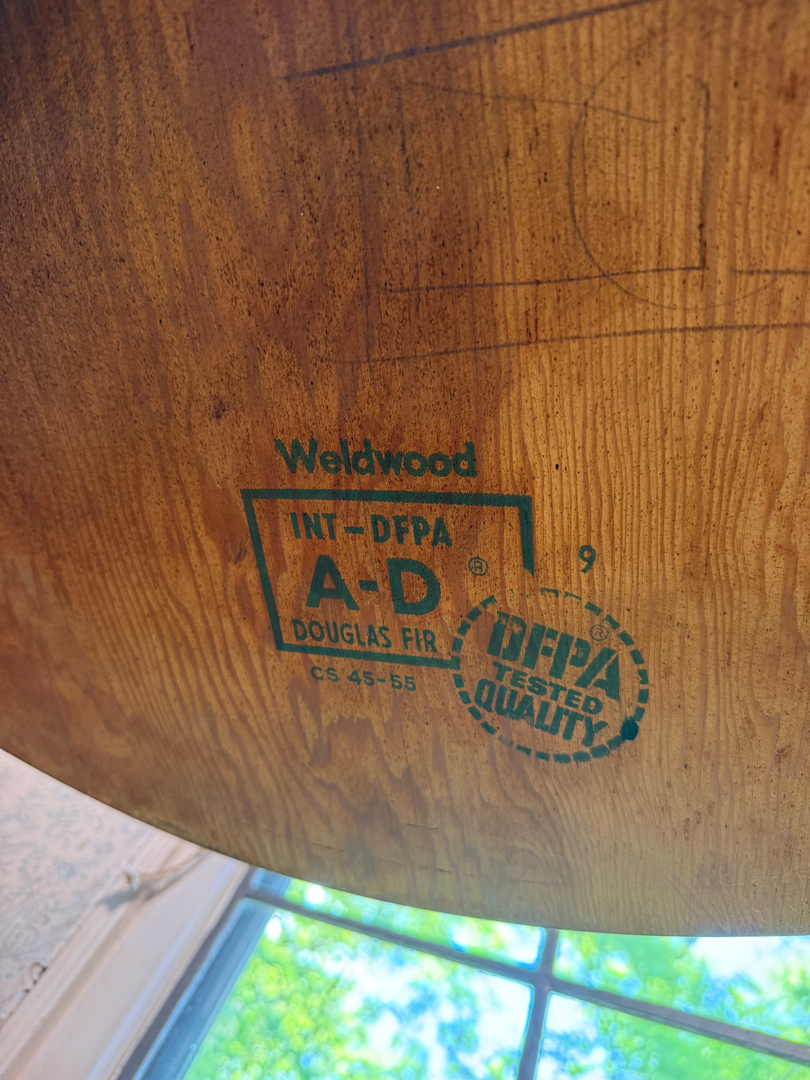 Weldwood
INT-DFPA
A-D ®
DOUGLAS FIR
CS 45-55
9
DFPA ®
TESTED
QUALITY